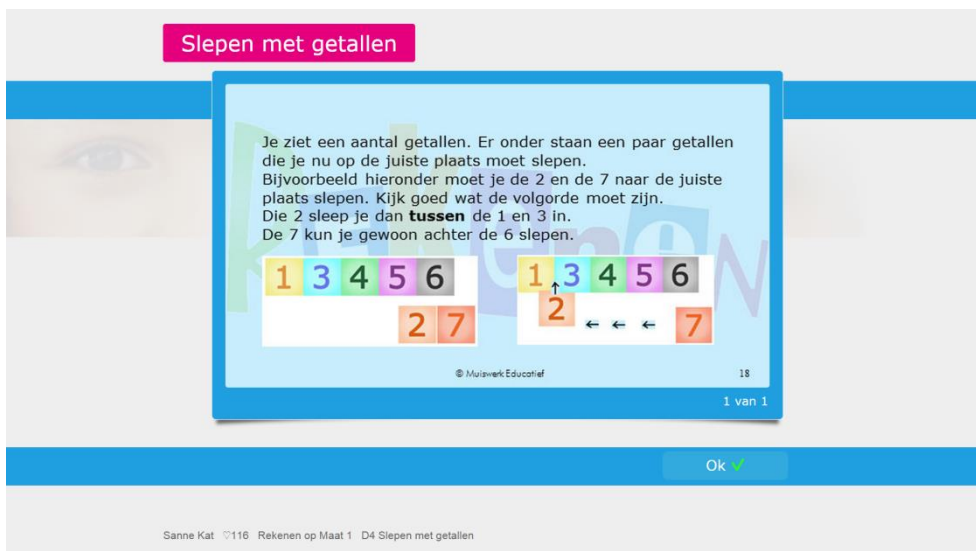 Slepen met getallen
Rekenen
Je ziet een aantal getallen. Er onder staan een paar getallen
die je nu op de juiste plaats moet slepen.
Bijvoorbeeld hieronder moet je de 2 en de 7 naar de juiste
plaats slepen. Kijk goed wat de volgorde moet zijn.
Die 2 sleep je dan tussen de 1 en 3 in.
De 7 kun je gewoon achter de 6 slepen.
1 3 4 5 6
2 7
1 3 4 5 6
2 ← ← ← 7
© Muiswerk Educatief
18
1 van 1
Ok ✓
Sanne Kat ♡116 Rekenen op Maat 1 D4 Slepen met getallen